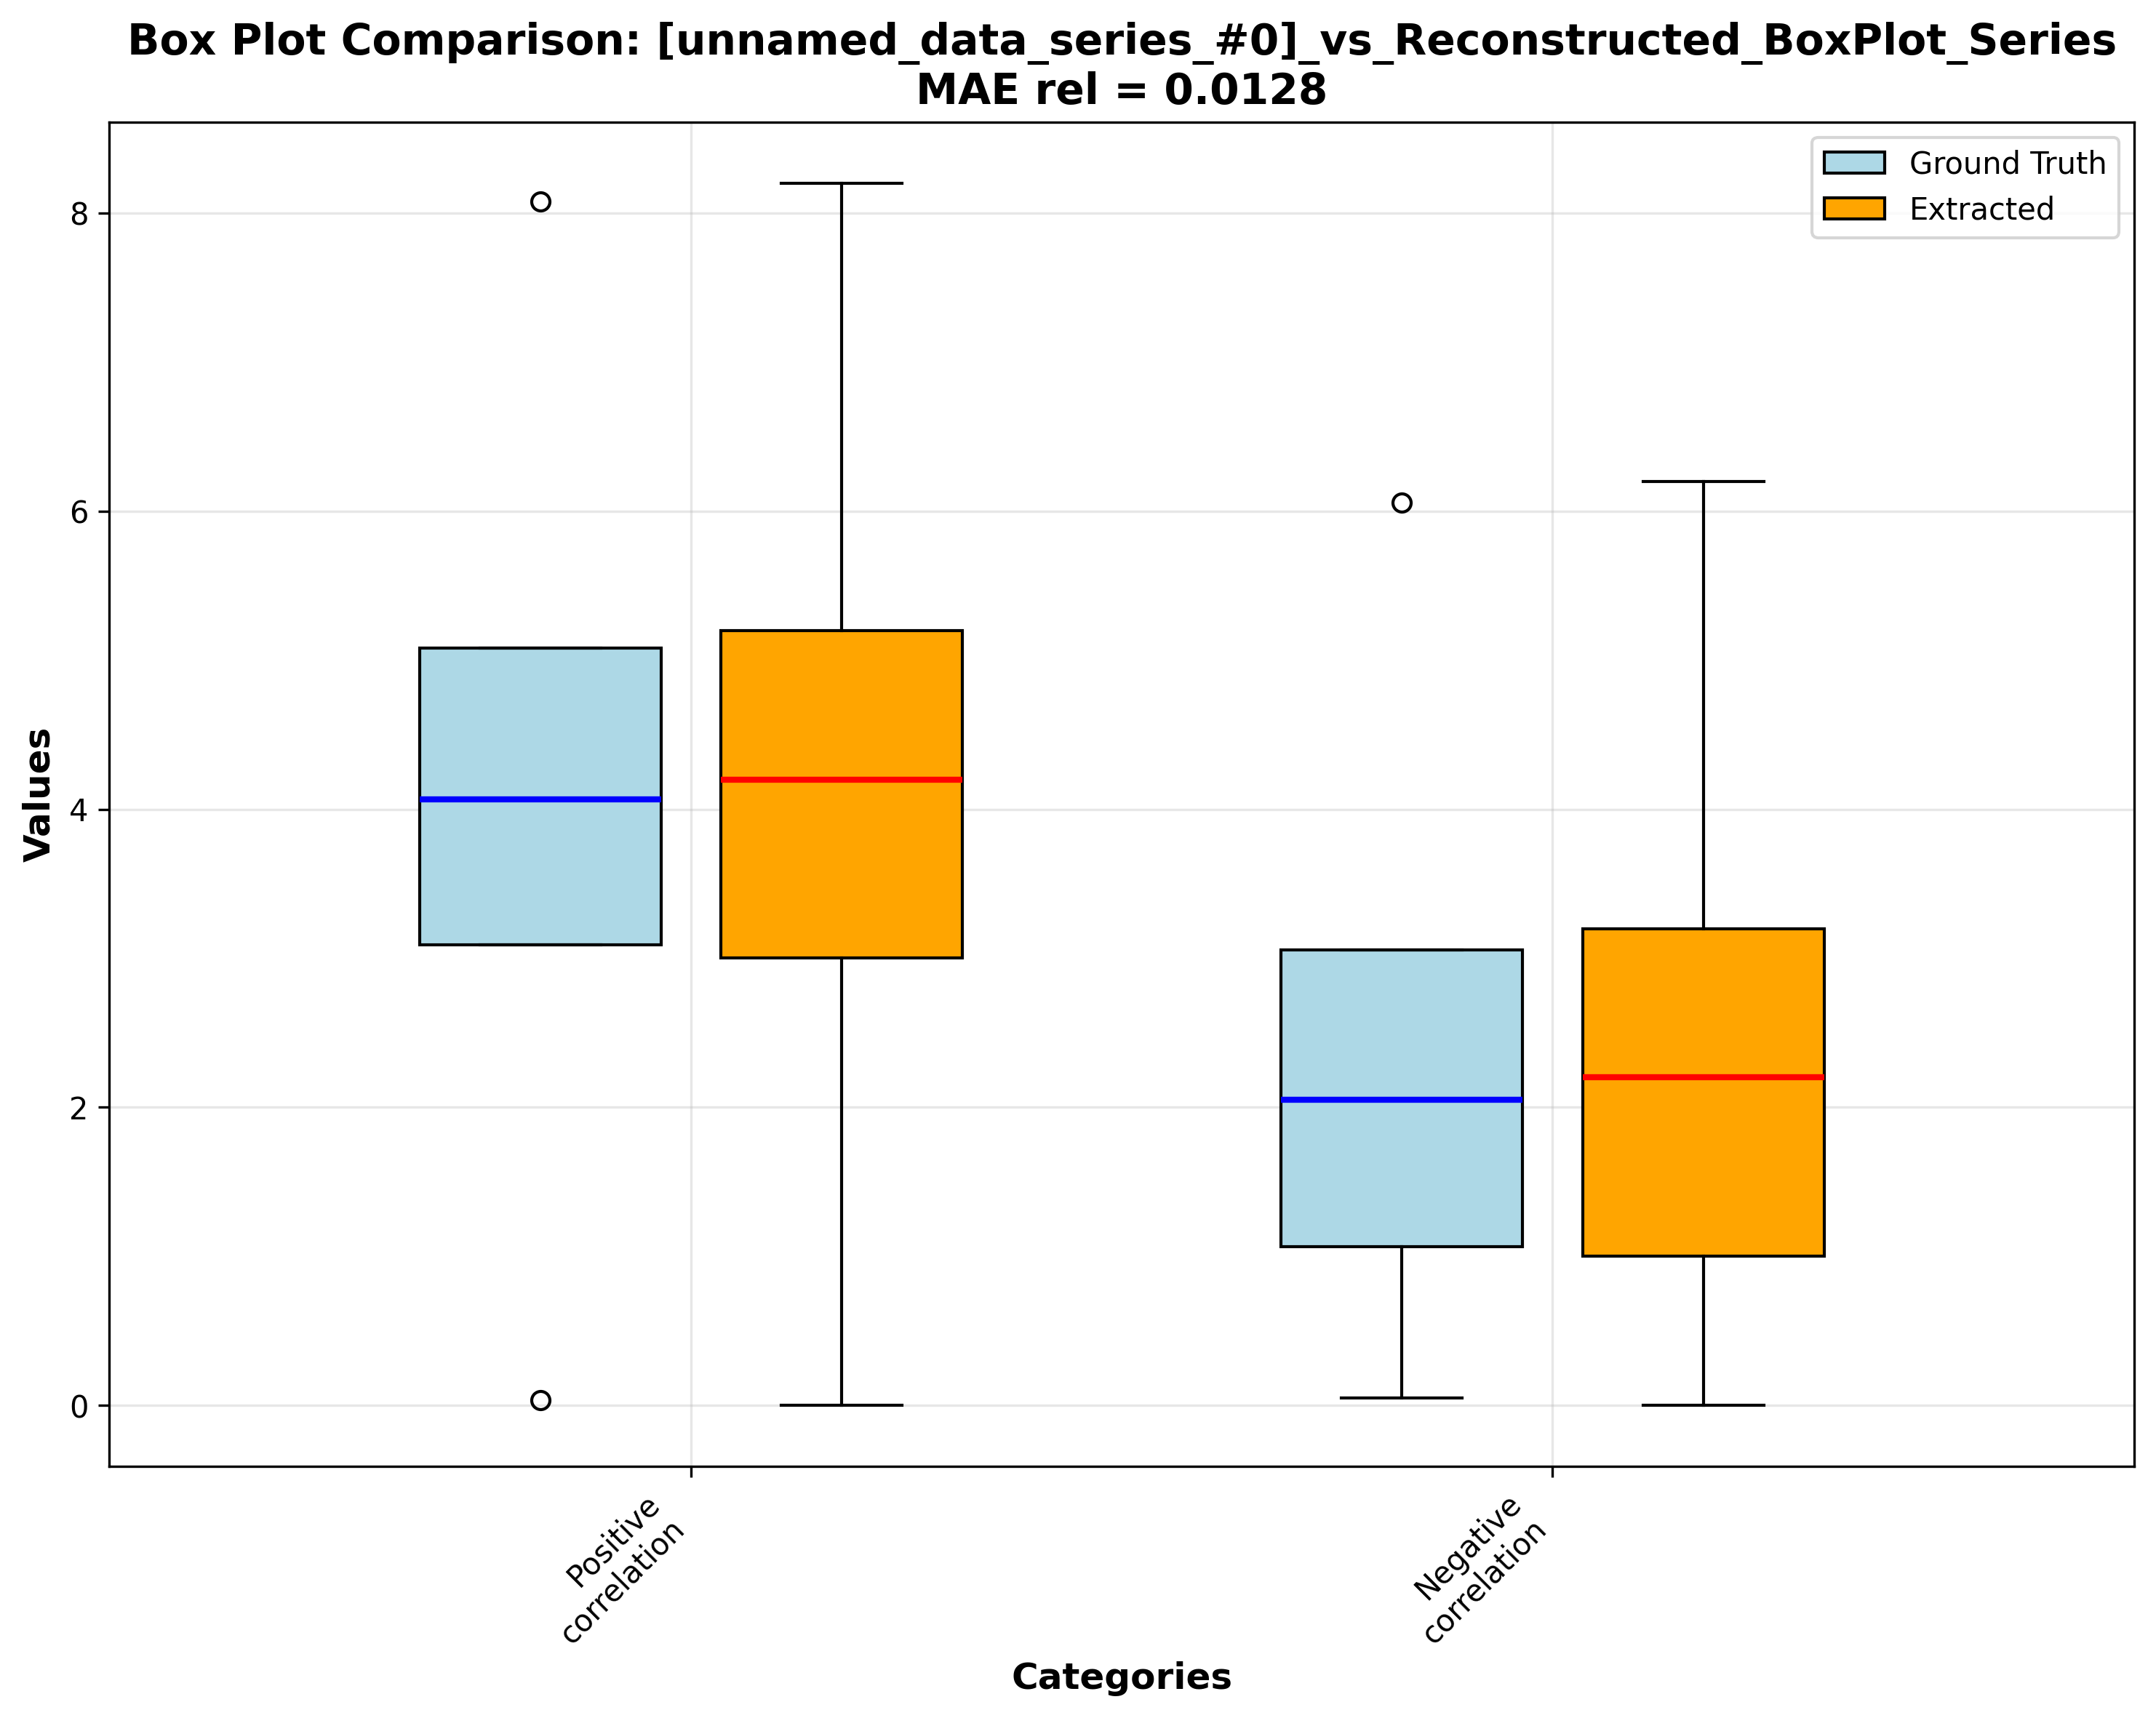 Box Plot Comparison: [unnamed_data_series_#0]_vs_Reconstructed_BoxPlot_Series
MAE rel = 0.0128
Ground Truth
Extracted
Values
8
6
4
2
0
Positive
correlation
Negative
correlation
Categories